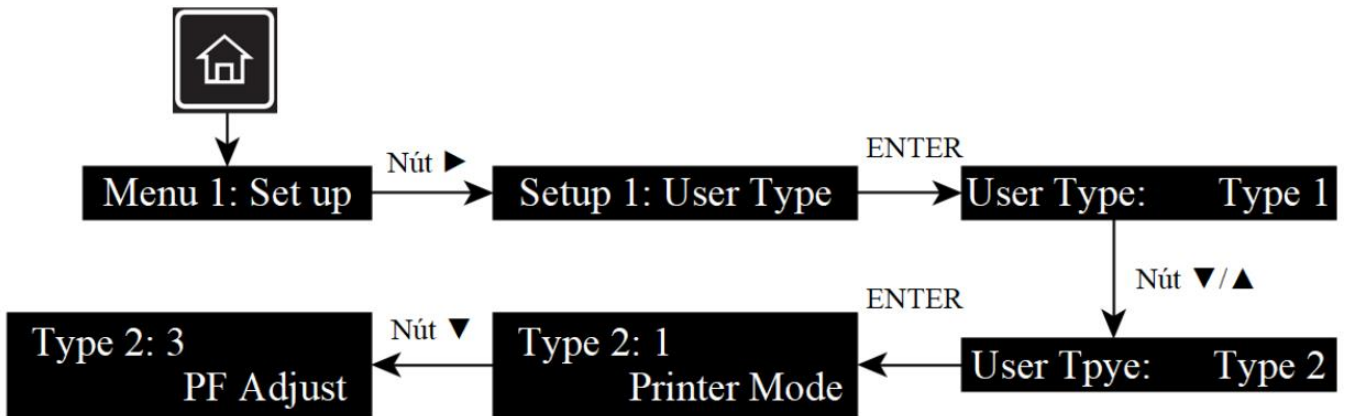 Menu 1: Set up
Nút ►
Setup 1: User Type
ENTER
User Type: Type 1
Nút ▼/▲
User Tpye: Type 2
ENTER
Type 2: 1
Printer Mode
Nút ▼
Type 2: 3
PF Adjust